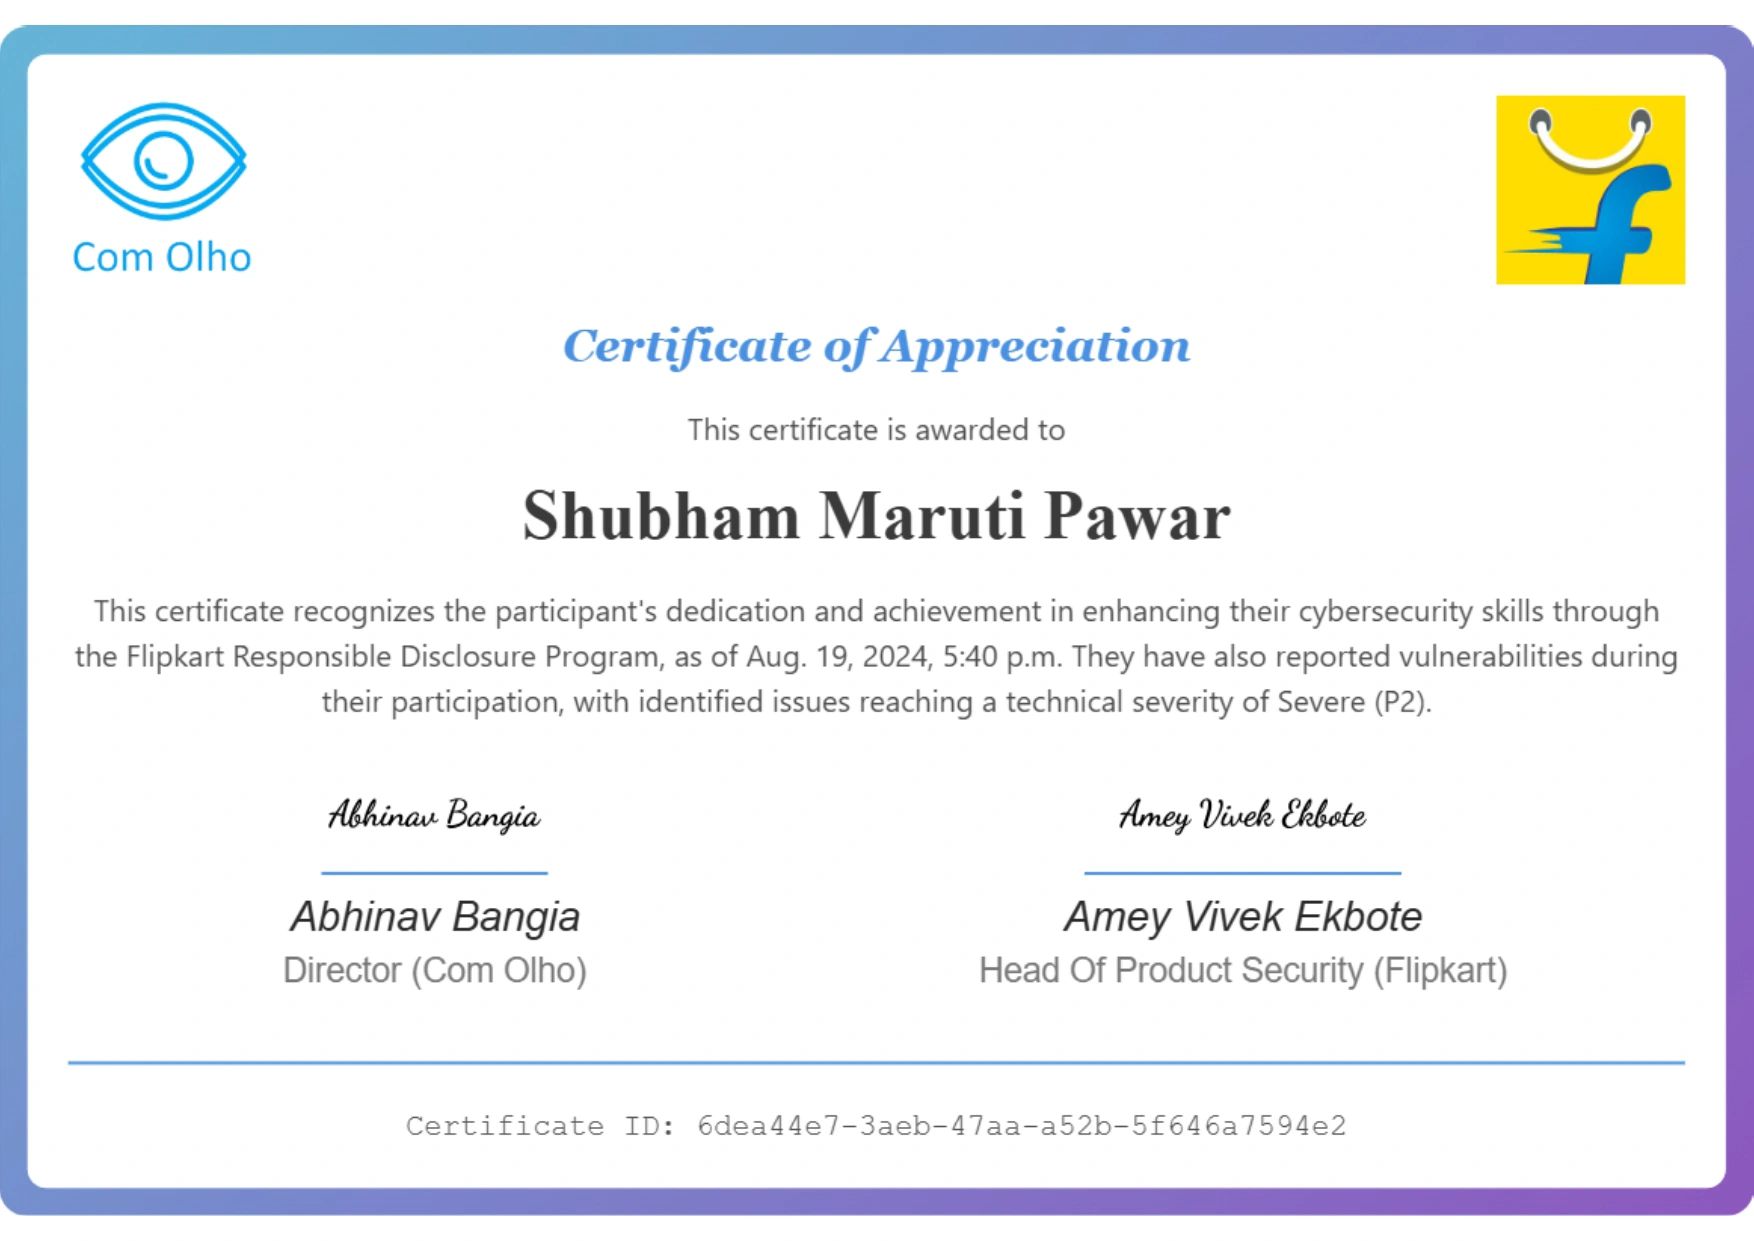 Com Olho
f
Certificate of Appreciation
This certificate is awarded to
Shubham Maruti Pawar
This certificate recognizes the participant's dedication and achievement in enhancing their cybersecurity skills through
the Flipkart Responsible Disclosure Program, as of Aug. 19, 2024, 5:40 p.m. They have also reported vulnerabilities during
their participation, with identified issues reaching a technical severity of Severe (P2).
Abhinav Bangia
Amey Vivek Ekbote
Abhinav Bangia
Amey Vivek Ekbote
Director (Com Olho)
Head Of Product Security (Flipkart)
Certificate ID: 6dea44e7-3aeb-47aa-a52b-5f646a7594e2